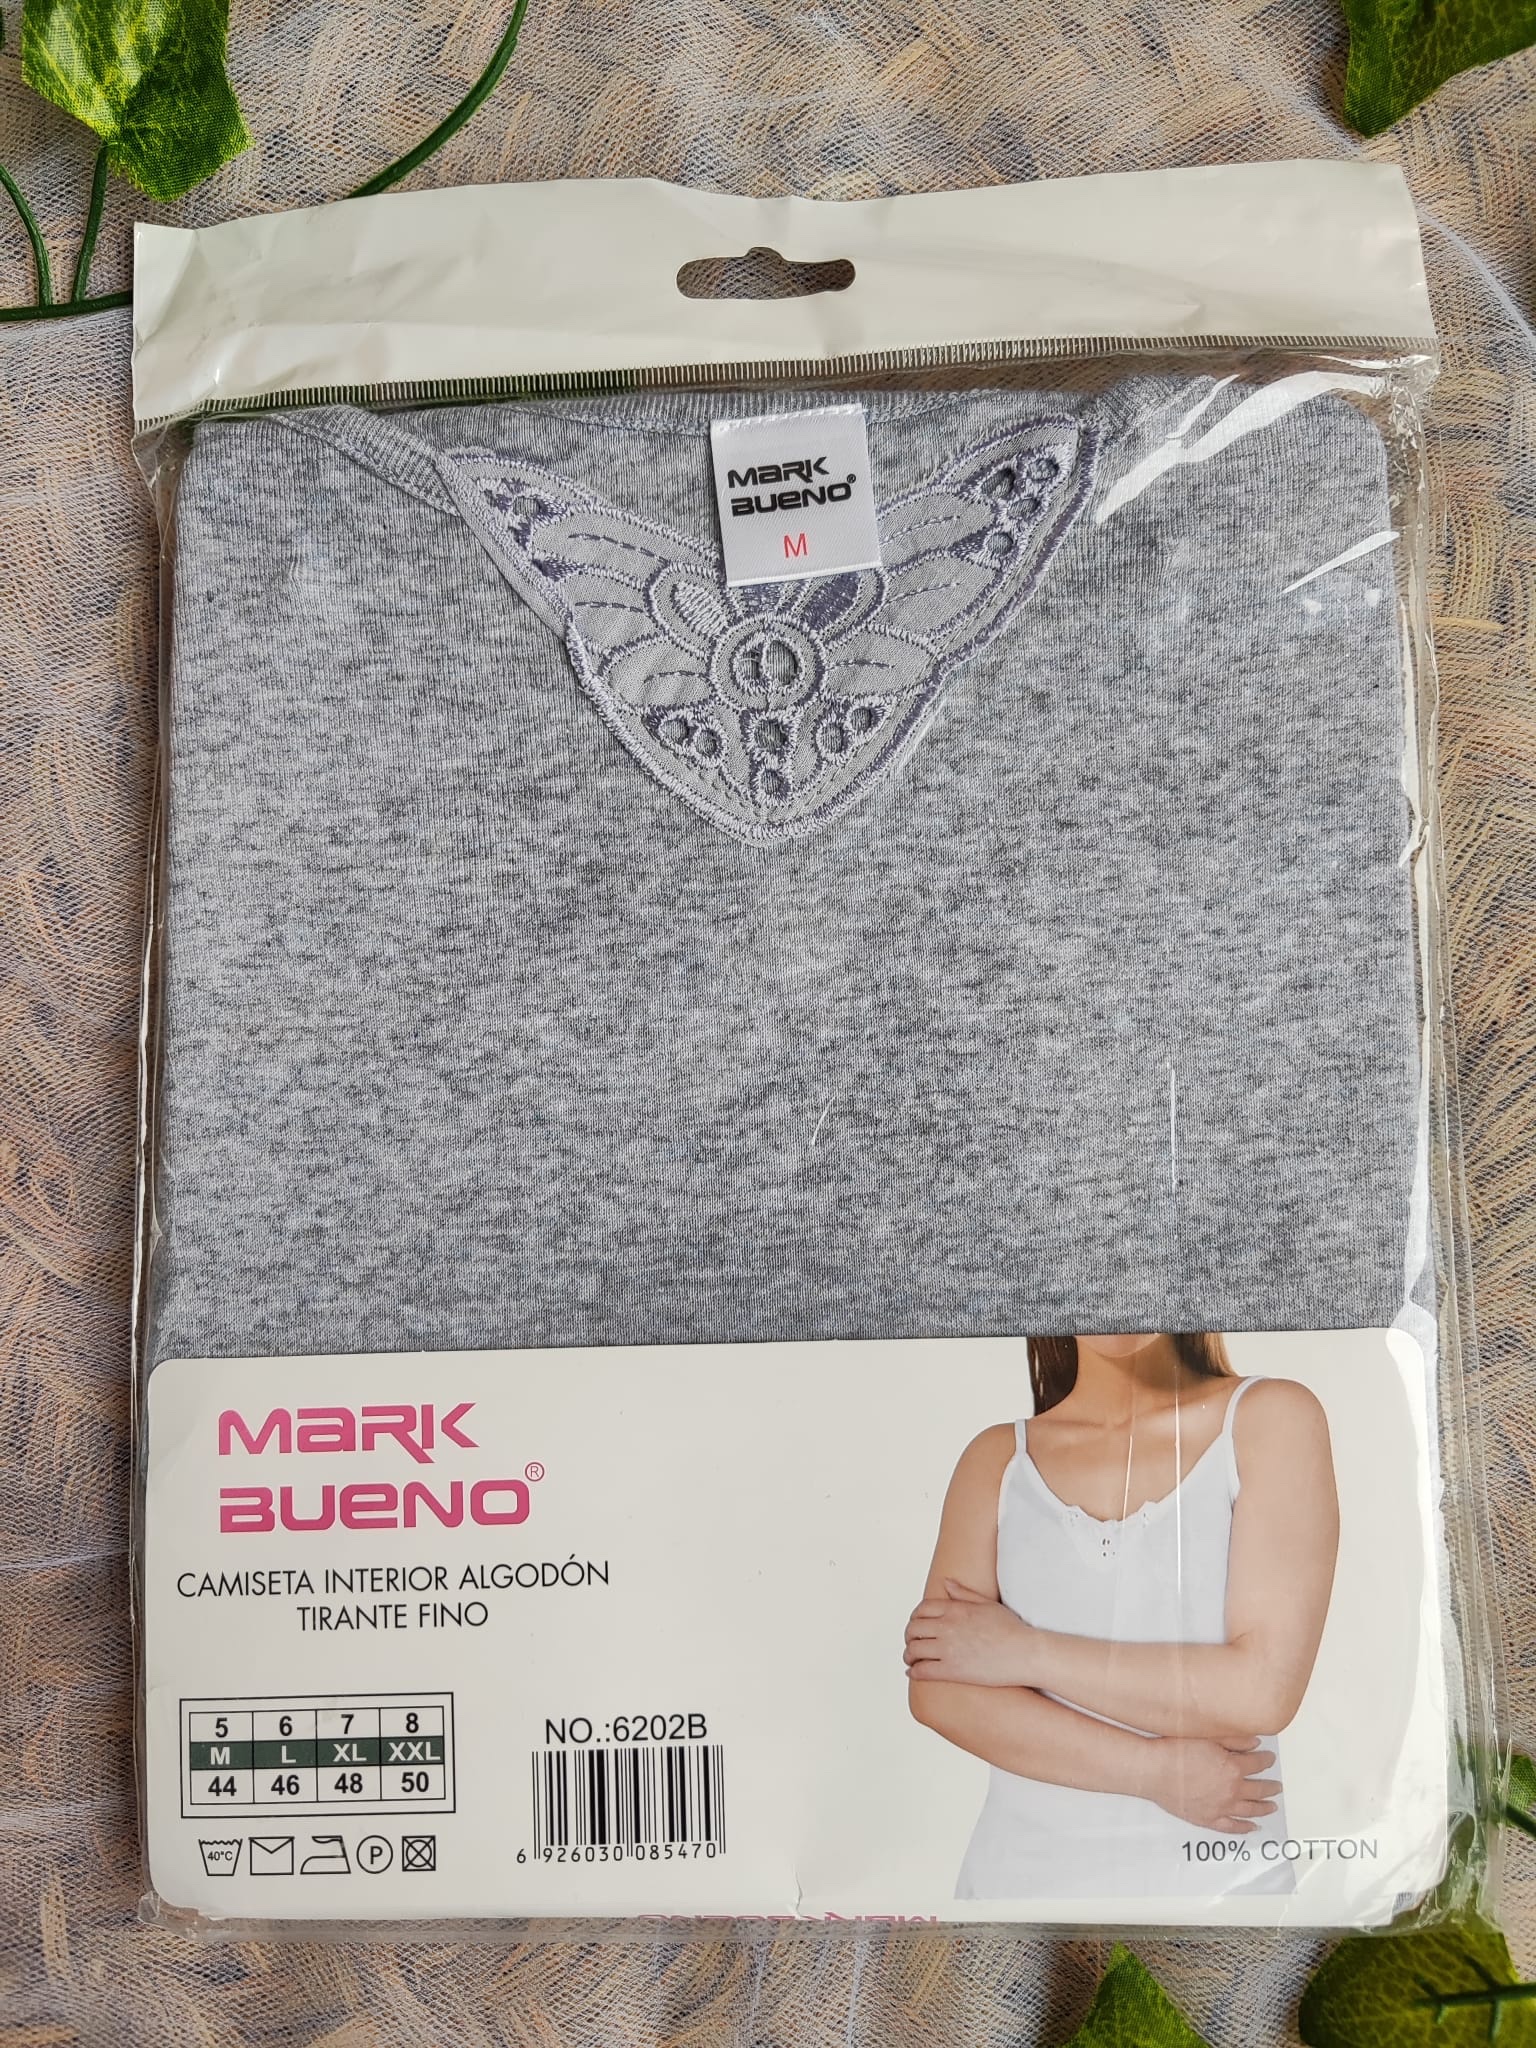 MARK
BUENO®
M
MARK
BUENO®
CAMISETA INTERIOR ALGODÓN
TIRANTE FINO
5 6 7 8
M L XL XXL
44 46 48 50
40°C
P
NO.:6202B
6 926030 085470
100% COTTON